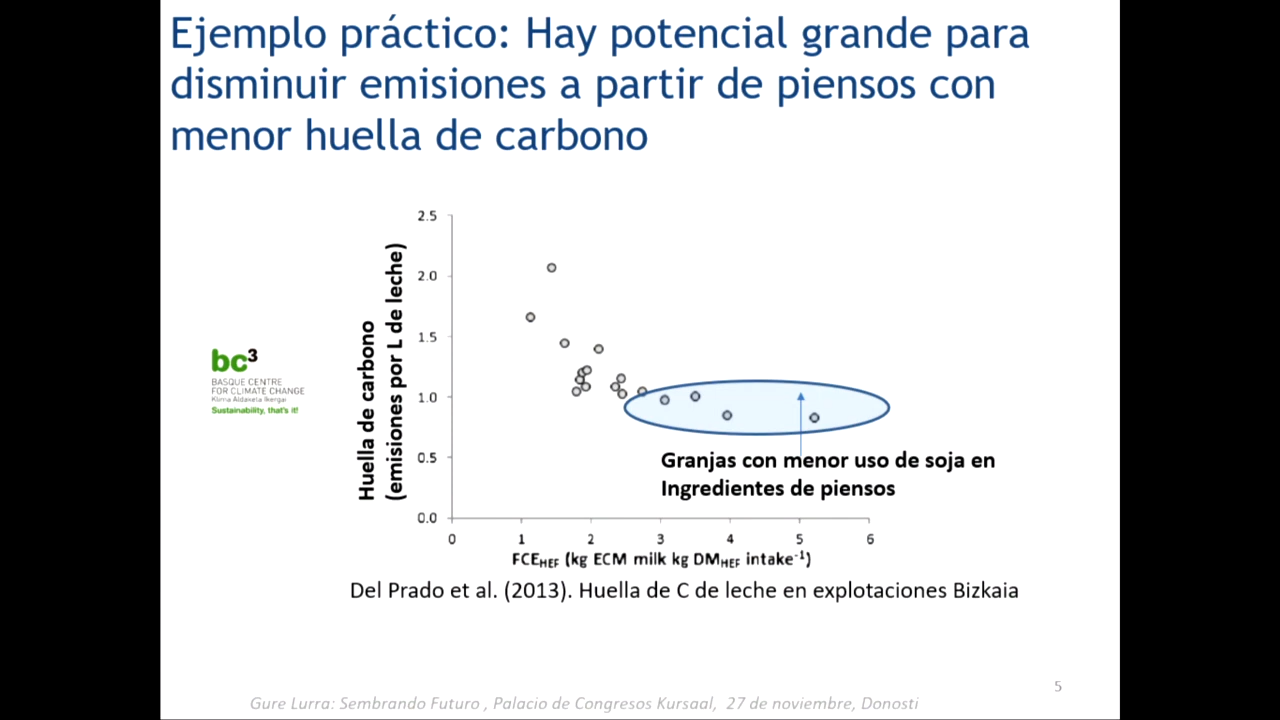 Ejemplo práctico: Hay potencial grande para
disminuir emisiones a partir de piensos con
menor huella de carbono
bc³
BASQUE CENTRE
FOR CLIMATE CHANGE
Klima Aldaketa Ikergai
Sustainability, that's it!
Huella de carbono
(emisiones por L de leche)
2.5
2.0
1.5
1.0
0.5
0.0
Granjas con menor uso de soja en
Ingredientes de piensos
0 1 2 3 4 5 6
FCE_HEF (kg ECM milk kg DM_HEF intake⁻¹)
Del Prado et al. (2013). Huella de C de leche en explotaciones Bizkaia
5
Gure Lurra: Sembrando Futuro , Palacio de Congresos Kursaal, 27 de noviembre, Donosti